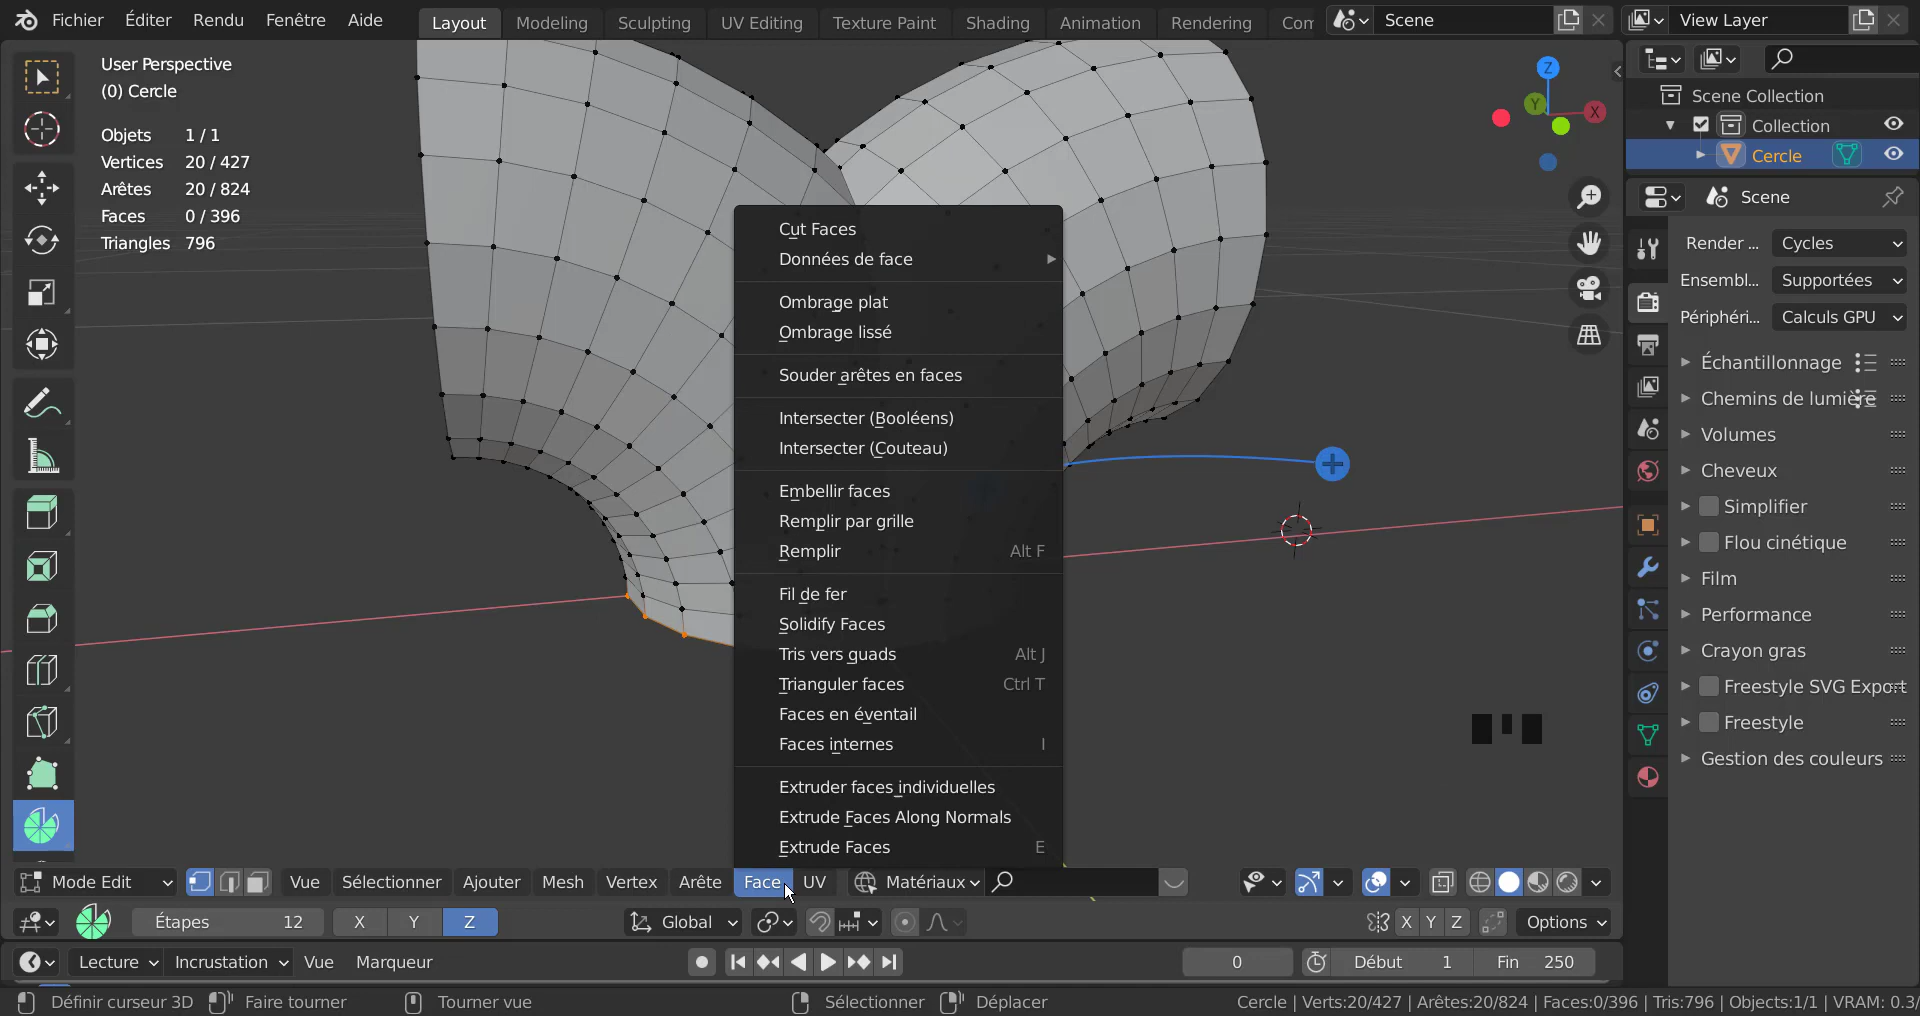 Fichier Éditer Rendu Fenêtre Aide
Layout Modeling Sculpting UV Editing Texture Paint Shading Animation Rendering Com
Scene
View Layer
User Perspective
(0) Cercle
Objets 1 / 1
Vertices 20 / 427
Arêtes 20 / 824
Faces 0 / 396
Triangles 796
Z
Y
X
Scene Collection
Collection
Cercle
Scene
Render ... Cycles
Ensembl... Supportées
Périphéri... Calculs GPU
Échantillonnage
Chemins de lumière
Volumes
Cheveux
Simplifier
Flou cinétique
Film
Performance
Crayon gras
Freestyle SVG Export
Freestyle
Gestion des couleurs
Cut Faces
Données de face
Ombrage plat
Ombrage lissé
Souder arêtes en faces
Intersecter (Booléens)
Intersecter (Couteau)
Embellir faces
Remplir par grille
Remplir Alt F
Fil de fer
Solidify Faces
Tris vers quads Alt J
Trianguler faces Ctrl T
Faces en éventail
Faces internes I
Extruder faces individuelles
Extrude Faces Along Normals
Extrude Faces E
Mode Edit Vue Sélectionner Ajouter Mesh Vertex Arête Face UV Matériaux
Étapes 12 X Y Z Global X Y Z Options
Lecture Incrustation Vue Marqueur 0 Début 1 Fin 250
Définir curseur 3D Faire tourner Tourner vue Sélectionner Déplacer Cercle | Verts:20/427 | Arêtes:20/824 | Faces:0/396 | Tris:796 | Objects:1/1 | VRAM: 0.3/